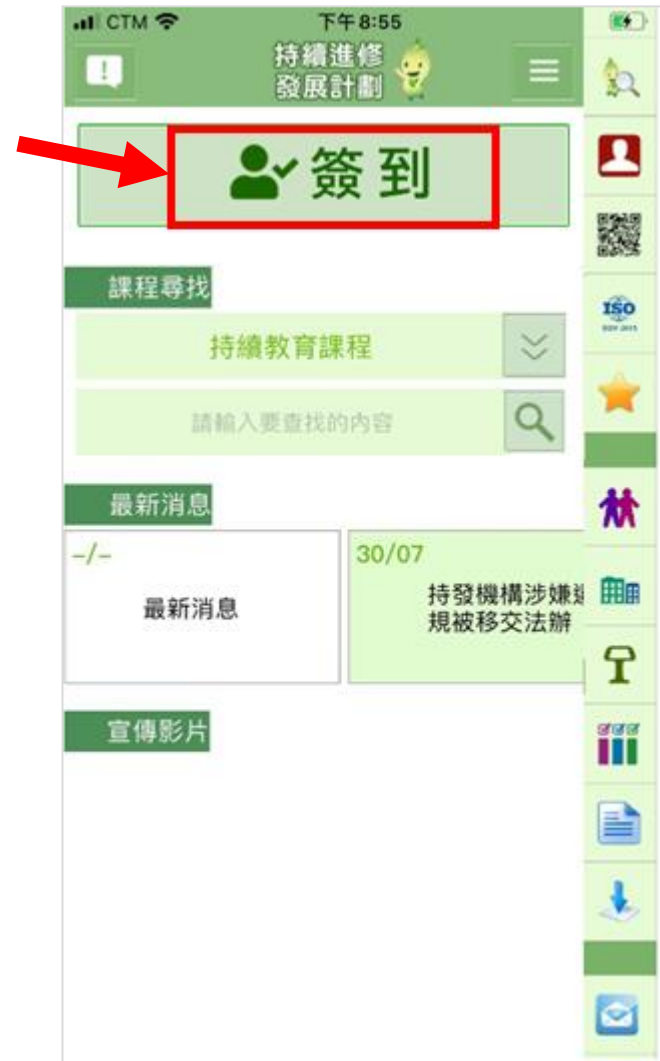 CTM
下午8:55
持續進修
發展計劃
簽到
課程尋找
ISO
持續教育課程
請輸入要查找的內容
最新消息
–/–
最新消息
30/07
持發機構涉嫌違
規被移交法辦
宣傳影片